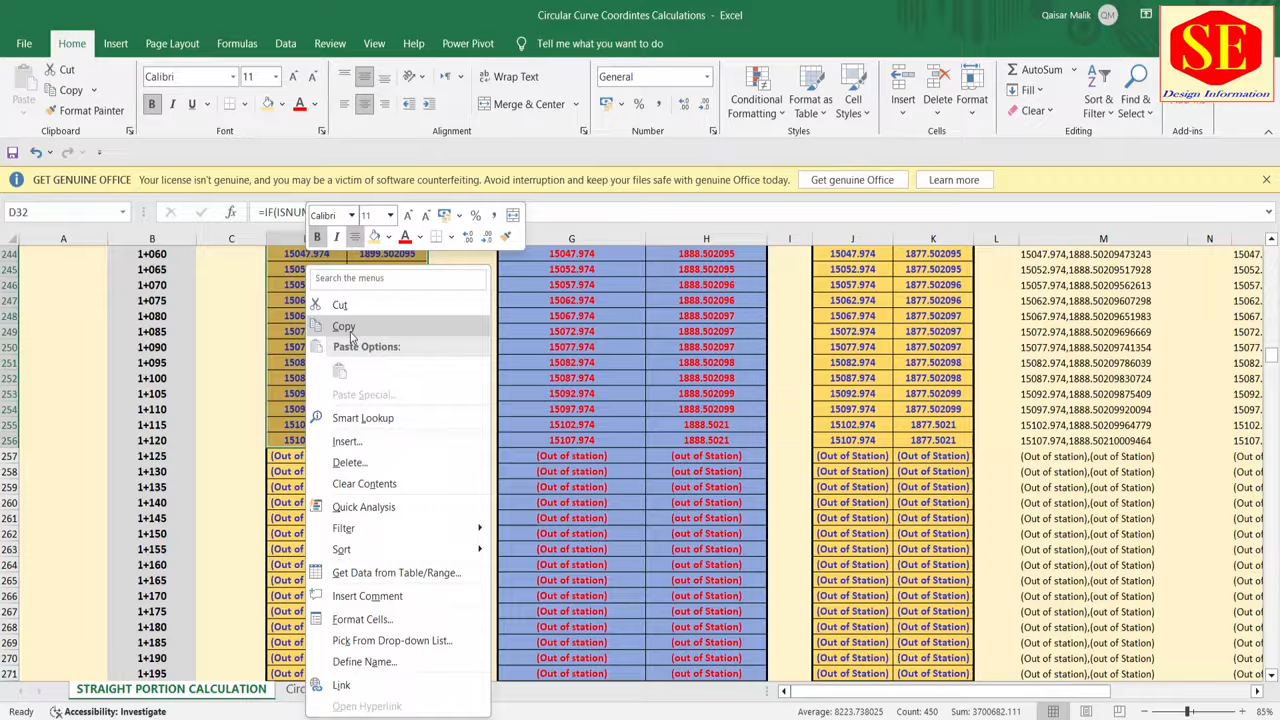 Circular Curve Coordintes Calculations - Excel
Qaisar Malik QM
SE
Design Information
File Home Insert Page Layout Formulas Data Review View Help Power Pivot Tell me what you want to do
Paste Cut Copy Format Painter
Calibri 11 Wrap Text Merge & Center General
Conditional Formatting Format as Table Cell Styles Insert Delete Format
AutoSum Fill Clear Sort & Filter Find & Select
Clipboard Font Alignment Number Styles Cells Editing Add-ins
GET GENUINE OFFICE Your license isn't genuine, and you may be a victim of software counterfeiting. Avoid interruption and keep your files safe with genuine Office today. Get genuine Office Learn more
D32 fx =IF(ISNU
Calibri 11
A B C G H I J K L M N
244 1+060 15047.974 1899.502095 15047.974 1888.502095 15047.974 1877.502095 15047.974,1888.50209473243 15047.
245 1+065 1505 15052.974 1888.502095 15052.974 1877.502095 15052.974,1888.50209517928 15052.
246 1+070 1505 15057.974 1888.502096 15057.974 1877.502096 15057.974,1888.50209562613 15057.
247 1+075 1506 15062.974 1888.502096 15062.974 1877.502096 15062.974,1888.50209607298 15062.
248 1+080 1506 15067.974 1888.502097 15067.974 1877.502097 15067.974,1888.50209651983 15067.
249 1+085 1507 15072.974 1888.502097 15072.974 1877.502097 15072.974,1888.50209696669 15072.
250 1+090 1507 15077.974 1888.502097 15077.974 1877.502097 15077.974,1888.50209741354 15077.
251 1+095 1508 15082.974 1888.502098 15082.974 1877.502098 15082.974,1888.50209786039 15082.
252 1+100 1508 15087.974 1888.502098 15087.974 1877.502098 15087.974,1888.50209830724 15087.
253 1+105 1509 15092.974 1888.502099 15092.974 1877.502099 15092.974,1888.50209875409 15092.
254 1+110 1509 15097.974 1888.502099 15097.974 1877.502099 15097.974,1888.50209920094 15097.
255 1+115 1510 15102.974 1888.5021 15102.974 1877.5021 15102.974,1888.50209964779 15102.
256 1+120 1510 15107.974 1888.5021 15107.974 1877.5021 15107.974,1888.50210009464 15107.
257 1+125 (Out of (Out of station) (out of Station) (Out of Station) (Out of Station) (Out of station),(out of Station) (Out of
258 1+130 (Out of (Out of station) (out of Station) (Out of Station) (Out of Station) (Out of station),(out of Station) (Out of
259 1+135 (Out of (Out of station) (out of Station) (Out of Station) (Out of Station) (Out of station),(out of Station) (Out of
260 1+140 (Out of (Out of station) (out of Station) (Out of Station) (Out of Station) (Out of station),(out of Station) (Out of
261 1+145 (Out of (Out of station) (out of Station) (Out of Station) (Out of Station) (Out of station),(out of Station) (Out of
262 1+150 (Out of (Out of station) (out of Station) (Out of Station) (Out of Station) (Out of station),(out of Station) (Out of
263 1+155 (Out of (Out of station) (out of Station) (Out of Station) (Out of Station) (Out of station),(out of Station) (Out of
264 1+160 (Out of (Out of station) (out of Station) (Out of Station) (Out of Station) (Out of station),(out of Station) (Out of
265 1+165 (Out of (Out of station) (out of Station) (Out of Station) (Out of Station) (Out of station),(out of Station) (Out of
266 1+170 (Out of (Out of station) (out of Station) (Out of Station) (Out of Station) (Out of station),(out of Station) (Out of
267 1+175 (Out of (Out of station) (out of Station) (Out of Station) (Out of Station) (Out of station),(out of Station) (Out of
268 1+180 (Out of (Out of station) (out of Station) (Out of Station) (Out of Station) (Out of station),(out of Station) (Out of
269 1+185 (Out of (Out of station) (out of Station) (Out of Station) (Out of Station) (Out of station),(out of Station) (Out of
270 1+190 (Out of (Out of station) (out of Station) (Out of Station) (Out of Station) (Out of station),(out of Station) (Out of
271 1+195 (Out of (Out of station) (out of Station) (Out of Station) (Out of Station) (Out of station),(out of Station) (Out of
Search the menus
Cut
Copy
Paste Options:
Paste Special...
Smart Lookup
Insert...
Delete...
Clear Contents
Quick Analysis
Filter
Sort
Get Data from Table/Range...
Insert Comment
Format Cells...
Pick From Drop-down List...
Define Name...
Link
Open Hyperlink
STRAIGHT PORTION CALCULATION Circ
Ready Accessibility: Investigate Average: 8223.738025 Count: 450 Sum: 3700682.111 85%